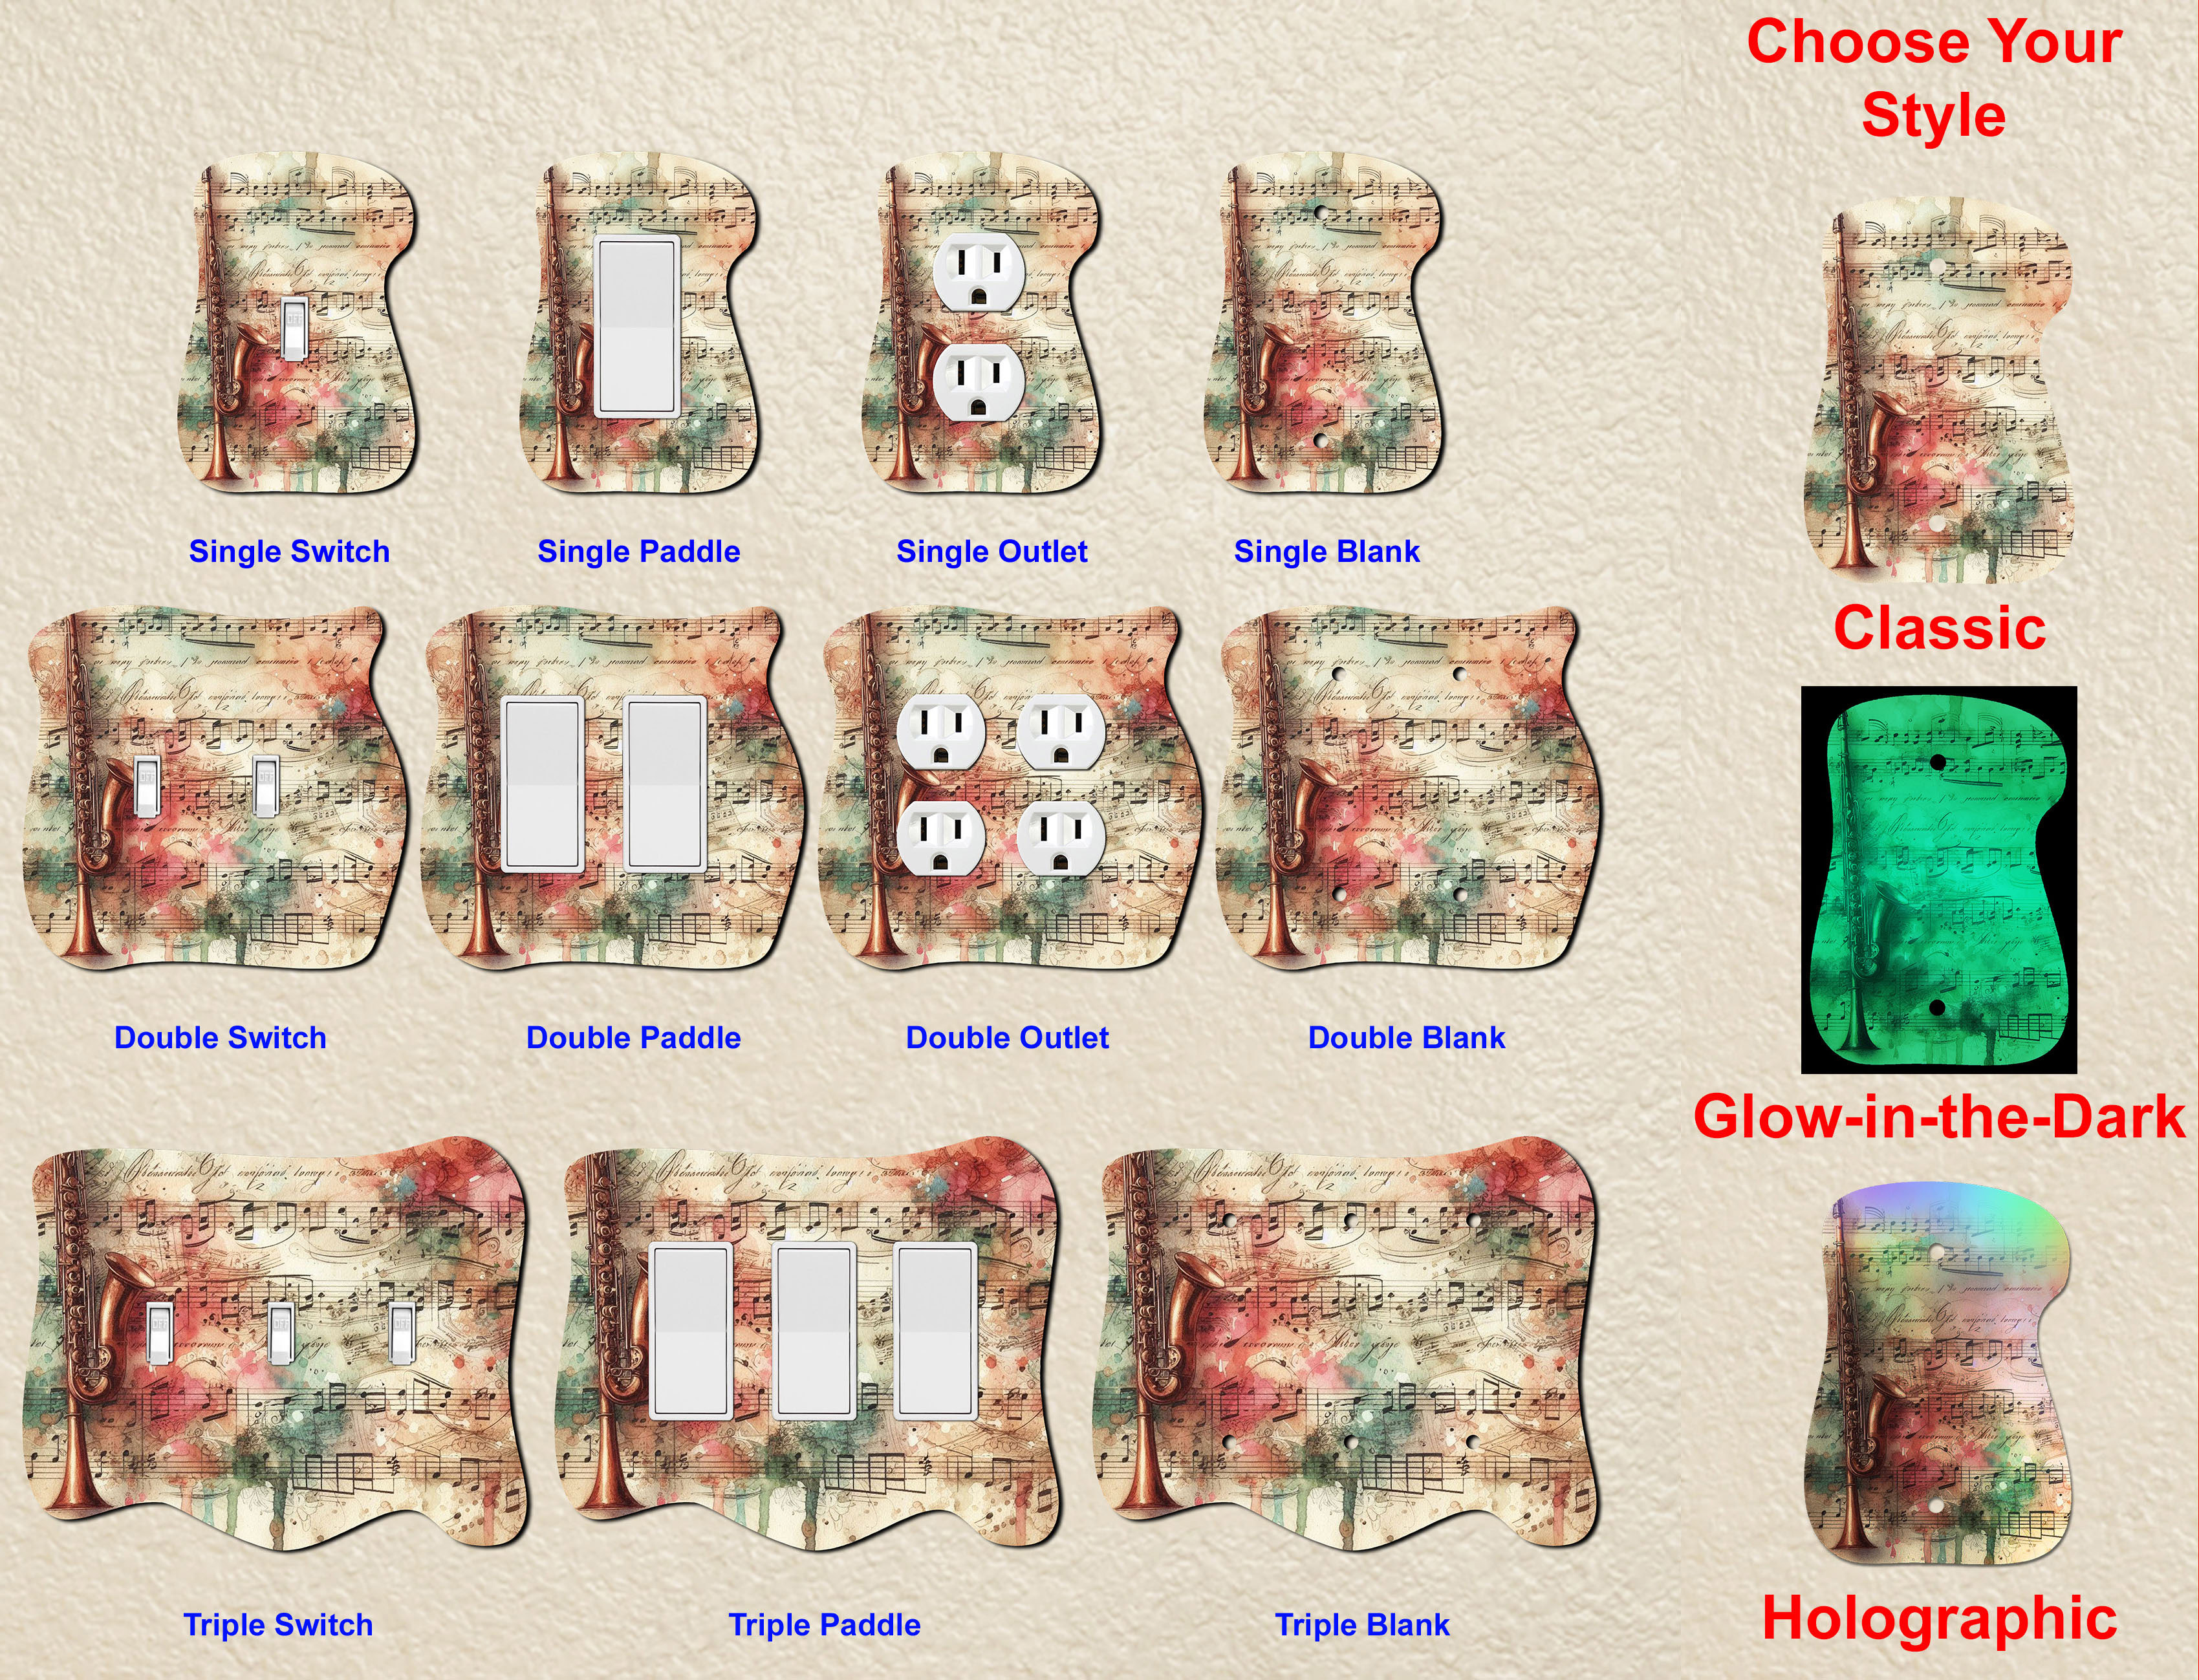 Choose Your
Style
Single Switch
Single Paddle
Single Outlet
Single Blank
Classic
Double Switch
Double Paddle
Double Outlet
Double Blank
Glow-in-the-Dark
Triple Switch
Triple Paddle
Triple Blank
Holographic